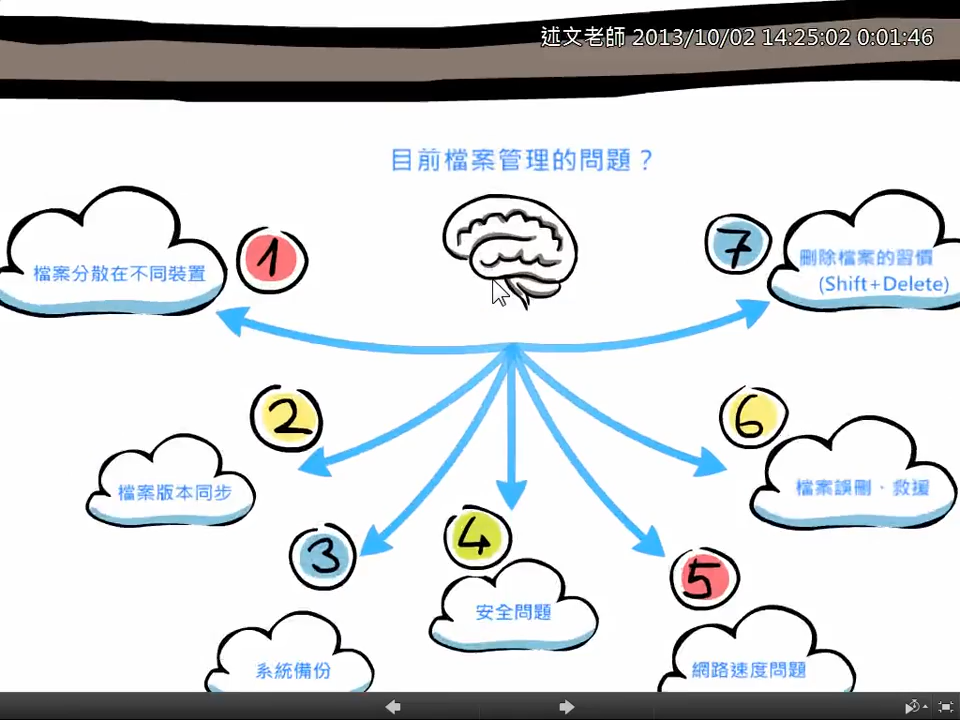 述文老師 2013/10/02 14:25:02 0:01:46
目前檔案管理的問題？
1
檔案分散在不同裝置
2
檔案版本同步
3
系統備份
4
安全問題
5
網路速度問題
6
檔案誤刪、救援
7
刪除檔案的習慣
(Shift+Delete)